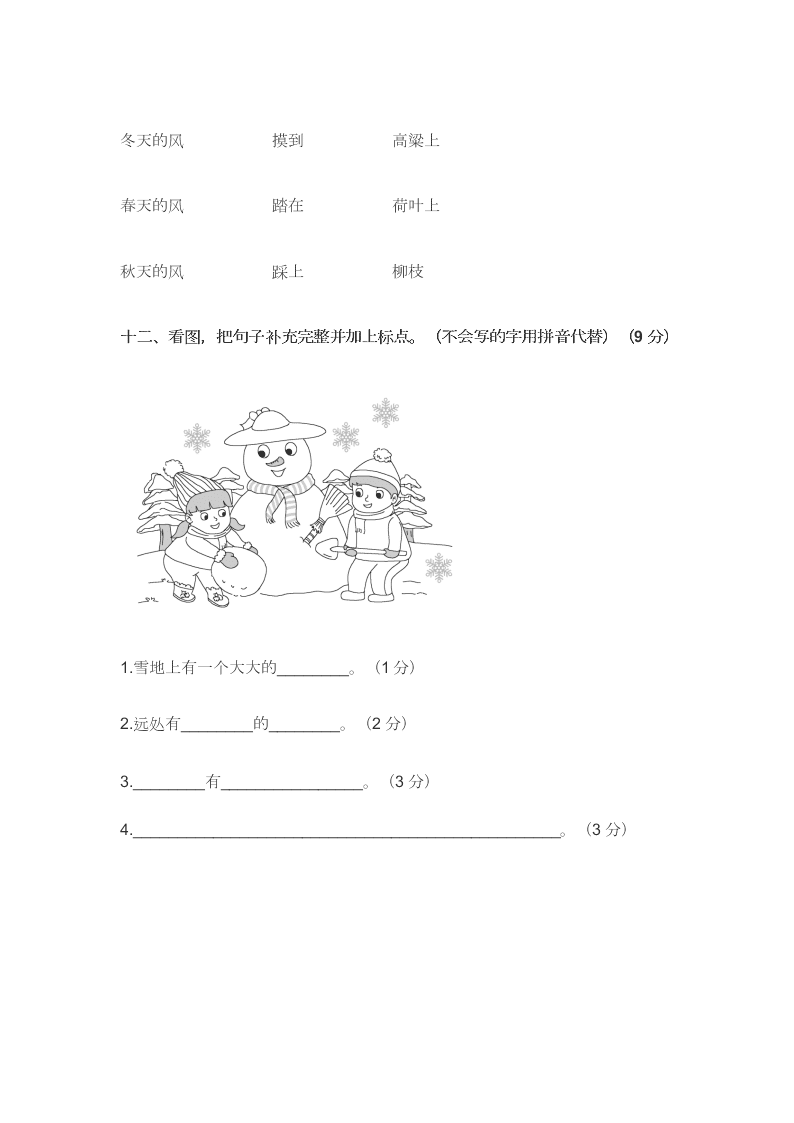 冬天的风 摸到 高粱上
春天的风 踏在 荷叶上
秋天的风 踩上 柳枝
十二、看图，把句子补充完整并加上标点。（不会写的字用拼音代替）（9 分）
1.雪地上有一个大大的________。（1 分）
2.远处有________的________。（2 分）
3.________有________________。（3 分）
4.________________________________________________。（3 分）